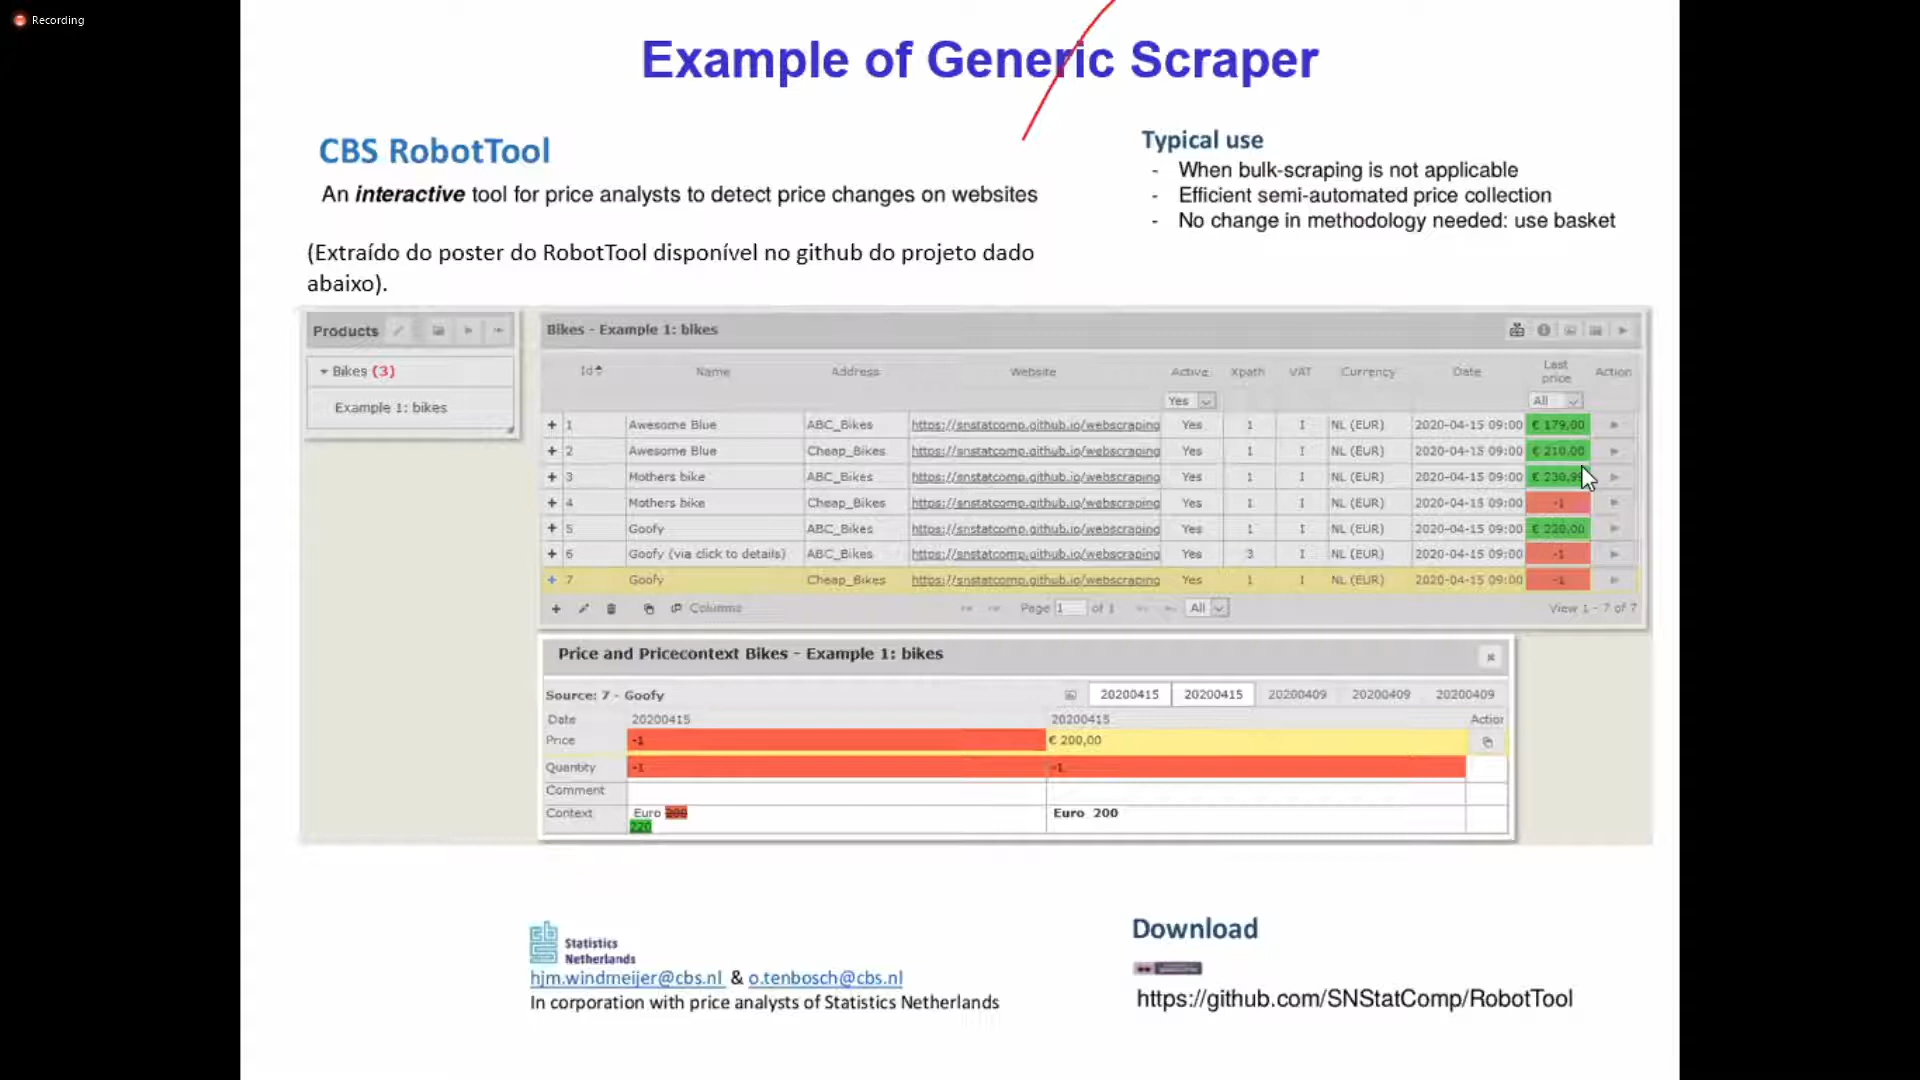 Recording
Example of Generic Scraper
CBS RobotTool
An interactive tool for price analysts to detect price changes on websites
Typical use
- When bulk-scraping is not applicable
- Efficient semi-automated price collection
- No change in methodology needed: use basket
(Extraído do poster do RobotTool disponível no github do projeto dado
abaixo).
Products
Bikes (3)
Example 1: bikes
Bikes - Example 1: bikes
Id Name Address Website Active Xpath VAT Currency Date Last price Action
Yes All
1 Awesome Blue ABC_Bikes https://snstatcomp.github.io/webscraping Yes 1 I NL (EUR) 2020-04-15 09:00 € 179,00
2 Awesome Blue Cheap_Bikes https://snstatcomp.github.io/webscraping Yes 1 I NL (EUR) 2020-04-15 09:00 € 210,00
3 Mothers bike ABC_Bikes https://snstatcomp.github.io/webscraping Yes 1 I NL (EUR) 2020-04-15 09:00 € 230,99
4 Mothers bike Cheap_Bikes https://snstatcomp.github.io/webscraping Yes 1 I NL (EUR) 2020-04-15 09:00 -1
5 Goofy ABC_Bikes https://snstatcomp.github.io/webscraping Yes 1 I NL (EUR) 2020-04-15 09:00 € 220,00
6 Goofy (via click to details) ABC_Bikes https://snstatcomp.github.io/webscraping Yes 3 I NL (EUR) 2020-04-15 09:00 -1
7 Goofy Cheap_Bikes https://snstatcomp.github.io/webscraping Yes 1 I NL (EUR) 2020-04-15 09:00 -1
Columns Page 1 of 1 All View 1 - 7 of 7
Price and Pricecontext Bikes - Example 1: bikes
Source: 7 - Goofy 20200415 20200415 20200409 20200409 20200409
Date 20200415 20200415 Action
Price -1 € 200,00
Quantity -1 -1
Comment
Context Euro 200 Euro 200
220
Statistics
Netherlands
hjm.windmeijer@cbs.nl & o.tenbosch@cbs.nl
In corporation with price analysts of Statistics Netherlands
Download
https://github.com/SNStatComp/RobotTool